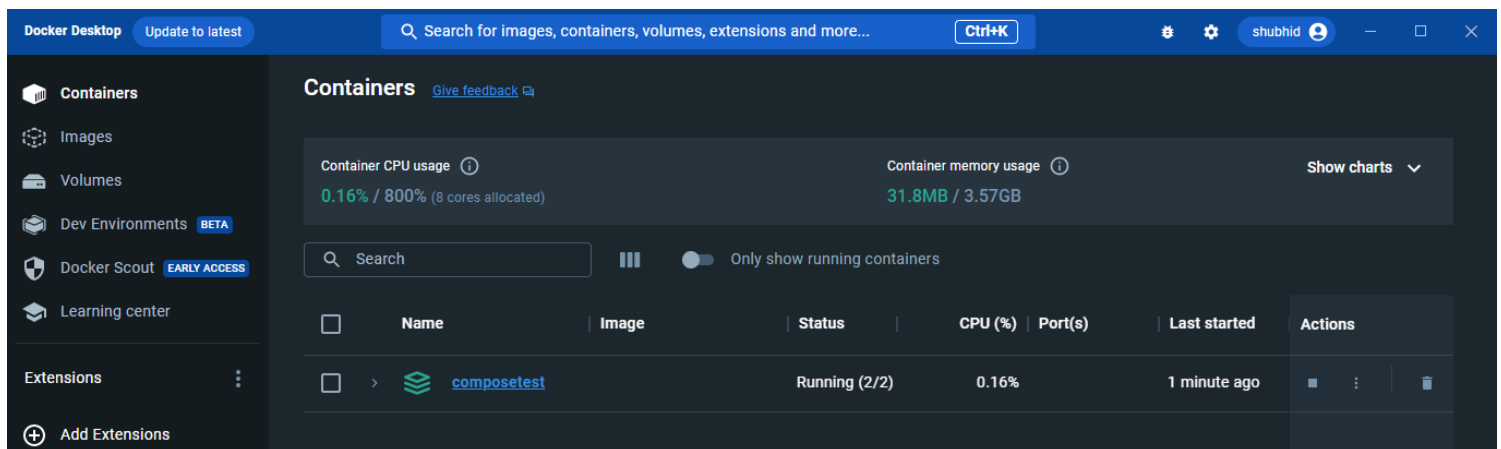 Docker Desktop Update to latest Search for images, containers, volumes, extensions and more... Ctrl+K shubhid
Containers
Images
Volumes
Dev Environments BETA
Docker Scout EARLY ACCESS
Learning center
Extensions
Add Extensions
Containers Give feedback
Container CPU usage
0.16% / 800% (8 cores allocated)
Container memory usage
31.8MB / 3.57GB
Show charts
Search
Only show running containers
Name Image Status CPU (%) Port(s) Last started Actions
composetest Running (2/2) 0.16% 1 minute ago